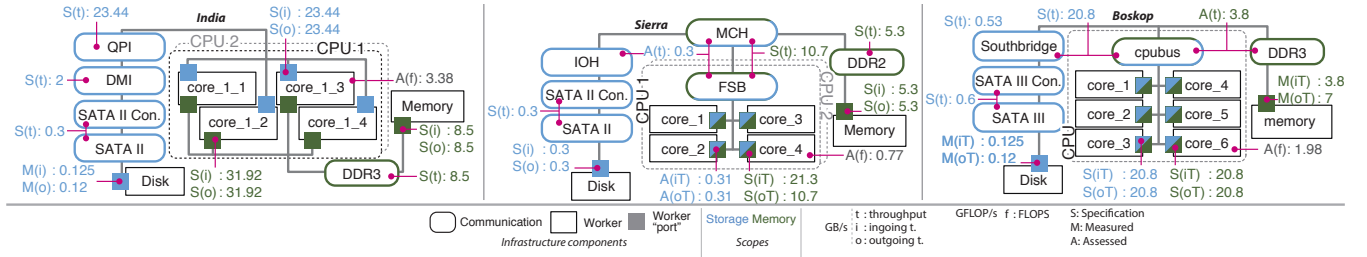 India
S(t): 23.44
QPI
S(t): 2
DMI
SATA II Con.
S(t): 0.3
SATA II
M(i): 0.125
M(o): 0.12
Disk
S(i) : 23.44
S(o): 23.44
CPU 2
CPU 1
core_1_1
core_1_3
A(f): 3.38
core_1_2
core_1_4
Memory
S(i) : 8.5
S(o): 8.5
S(i) : 31.92
S(o): 31.92
DDR3
S(t): 8.5
Sierra
MCH
A(t): 0.3
S(t): 10.7
S(t): 5.3
IOH
DDR2
CPU 1
CPU 2
FSB
SATA II Con.
S(t): 0.3
SATA II
S(i) : 5.3
S(o): 5.3
Memory
core_1
core_3
core_2
core_4
A(f) : 0.77
S(i) : 0.3
S(o): 0.3
Disk
A(iT) : 0.31
A(oT) : 0.31
S(iT) : 21.3
S(oT) : 10.7
Boskop
S(t): 0.53
S(t): 20.8
A(t): 3.8
Southbridge
cpubus
DDR3
SATA III Con.
S(t): 0.6
SATA III
core_1
core_4
core_2
core_5
core_3
core_6
CPU
M(iT) : 3.8
M(oT): 7
memory
A(f) : 1.98
M(iT): 0.125
M(oT): 0.12
Disk
S(iT) : 20.8
S(oT) : 20.8
S(iT) : 20.8
S(oT) : 20.8
Communication
Worker
Worker
"port"
Infrastructure components
Storage Memory
Scopes
GB/s
t : throughput
i : ingoing t.
o : outgoing t.
GFLOP/s f : FLOPS
S: Specification
M: Measured
A: Assessed